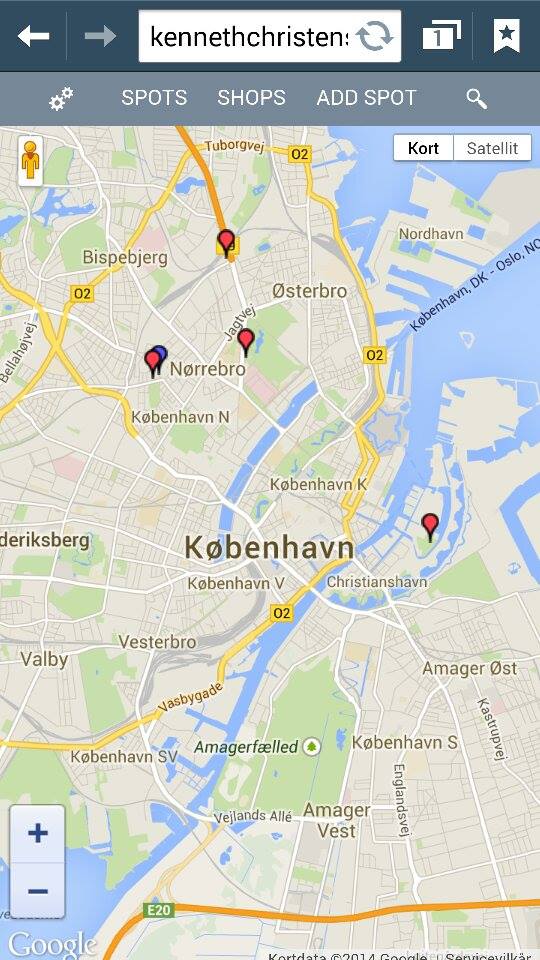 kennethchristens
1
SPOTS SHOPS ADD SPOT
Kort Satellit
Tuborgvej
O2
Nordhavn
Bispebjerg
København, DK - Oslo, NO
O2
Østerbro
Jagtvej
Bellahøjvej
O2
Nørrebro
København N
København K
deriksberg
København
København V
Christianshavn
O2
Vesterbro
Valby
Amager Øst
Vasbygade
Kastrupvej
Amagerfælled
København S
København SV
Englandsvej
Vejlands Allé
Amager
Vest
+
−
E20
Google
Kortdata ©2014 Google Servicevilkår